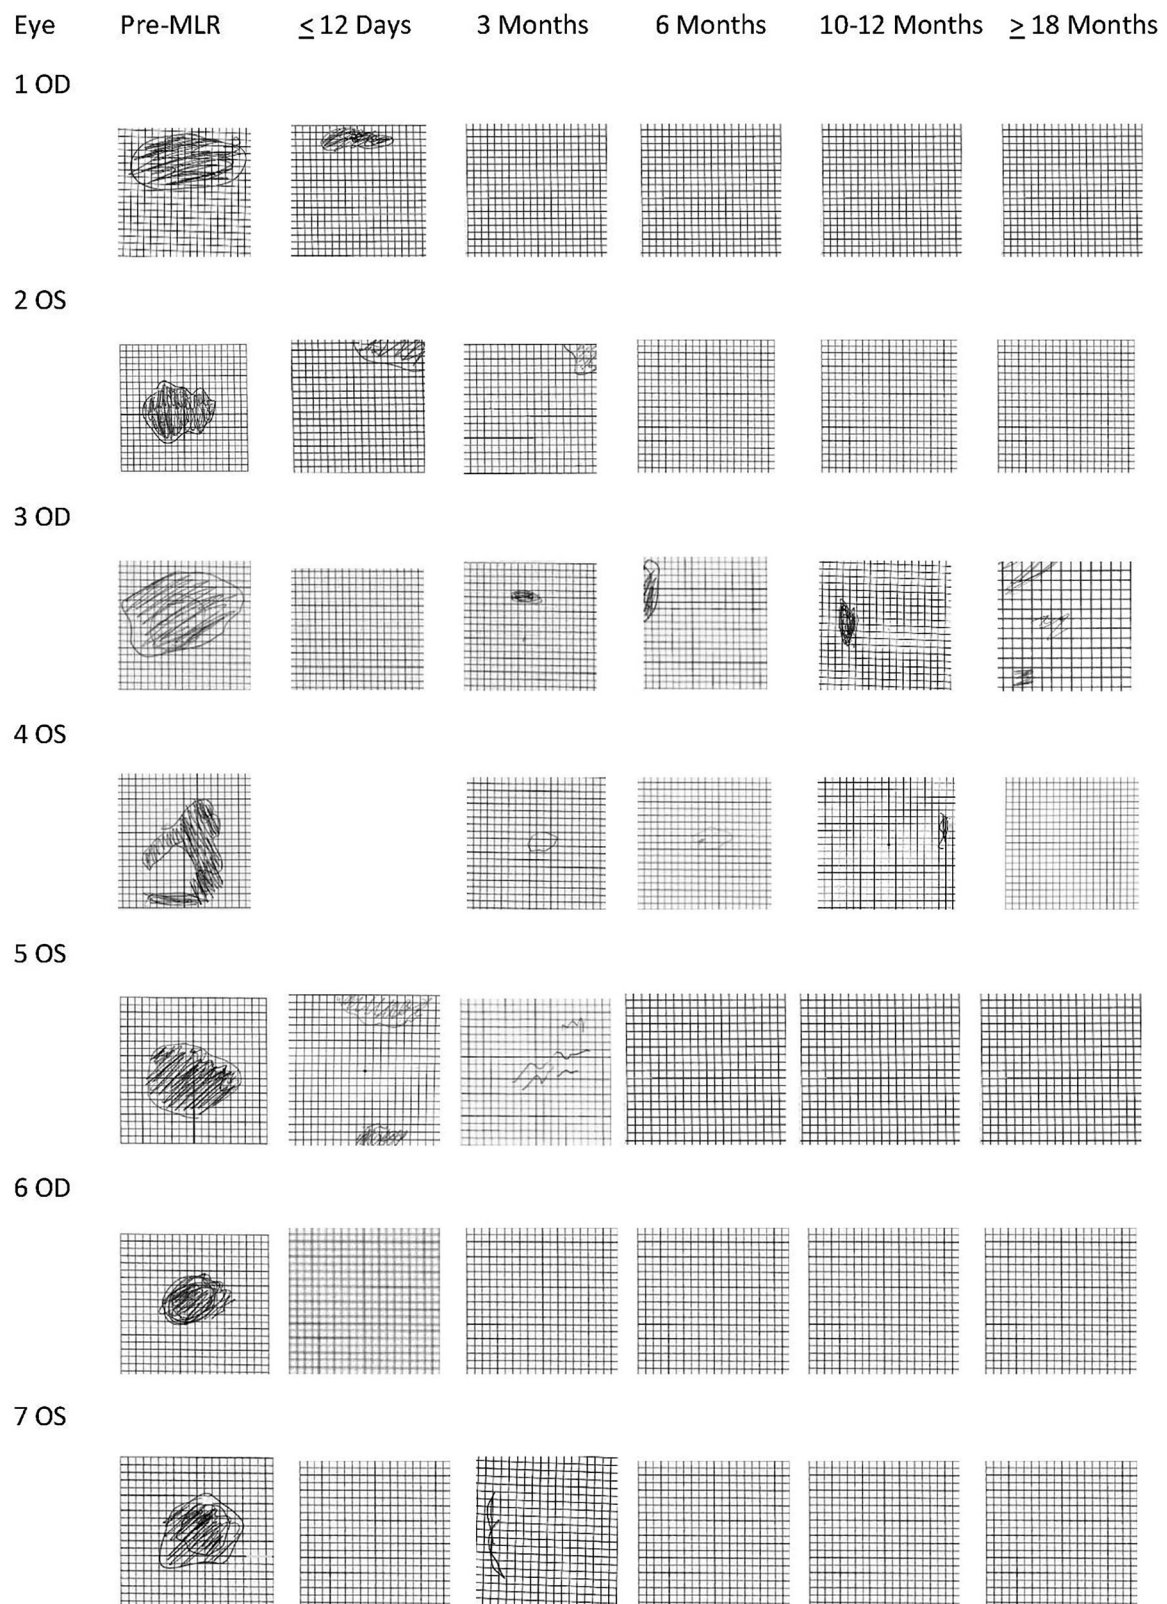 Eye Pre-MLR ≤ 12 Days 3 Months 6 Months 10-12 Months ≥ 18 Months
1 OD
2 OS
3 OD
4 OS
5 OS
6 OD
7 OS